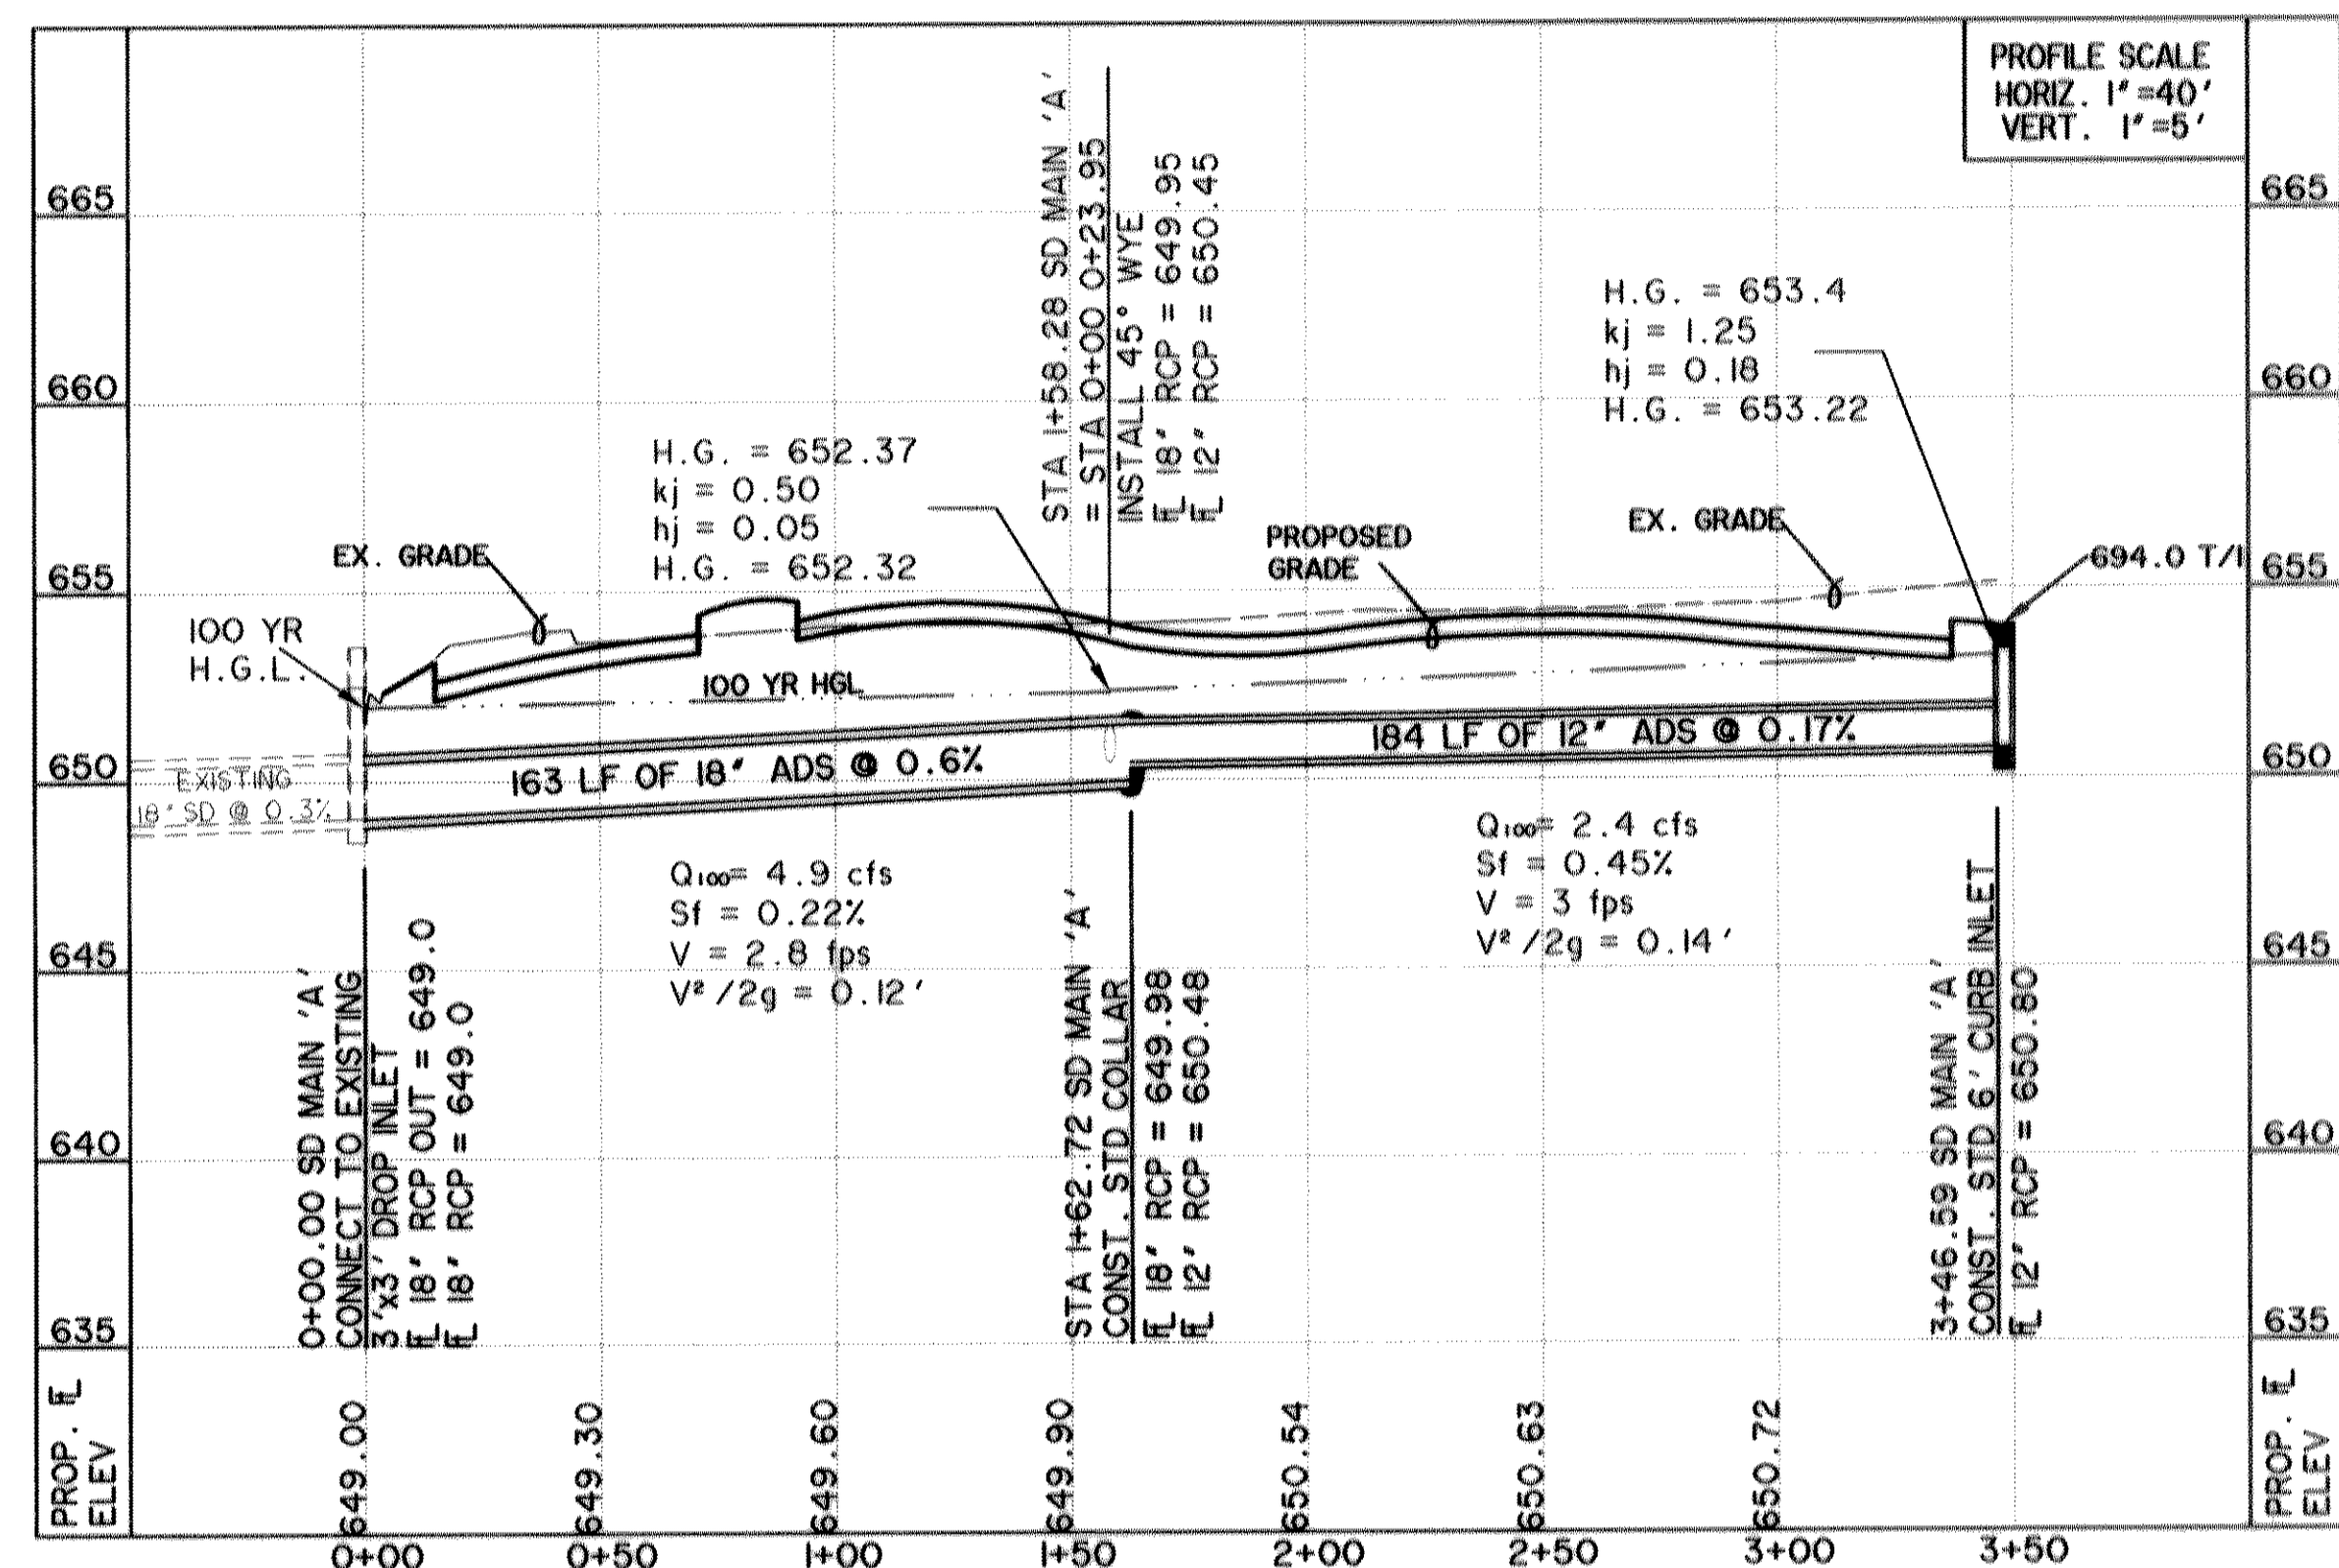 PROFILE SCALE
HORIZ. 1"=40'
VERT. 1"=5'
665
660
655
650
645
640
635
PROP. FL
ELEV
665
660
655
650
645
640
635
PROP. FL
ELEV
STA 1+58.28 SD MAIN 'A'
= STA 0+00 0+23.95
INSTALL 45° WYE
FL 18" RCP = 649.95
FL 12" RCP = 650.45
H.G. = 653.4
kj = 1.25
hj = 0.18
H.G. = 653.22
H.G. = 652.37
kj = 0.50
hj = 0.05
H.G. = 652.32
EX. GRADE
PROPOSED
GRADE
EX. GRADE
694.0 T/I
100 YR
H.G.L.
100 YR HGL
EXISTING
18" SD @ 0.3%
163 LF OF 18" ADS @ 0.6%
184 LF OF 12" ADS @ 0.17%
Q100= 4.9 cfs
Sf = 0.22%
V = 2.8 fps
V²/2g = 0.12'
Q100= 2.4 cfs
Sf = 0.45%
V = 3 fps
V²/2g = 0.14'
0+00.00 SD MAIN 'A'
CONNECT TO EXISTING
3'x3' DROP INLET
FL 18" RCP OUT = 649.0
FL 18" RCP = 649.0
STA 1+62.72 SD MAIN 'A'
CONST. STD COLLAR
FL 18" RCP = 649.98
FL 12" RCP = 650.48
3+46.59 SD MAIN 'A'
CONST. STD 6' CURB INLET
FL 12" RCP = 650.80
649.00
649.30
649.60
649.90
650.54
650.63
650.72
0+00
0+50
1+00
1+50
2+00
2+50
3+00
3+50